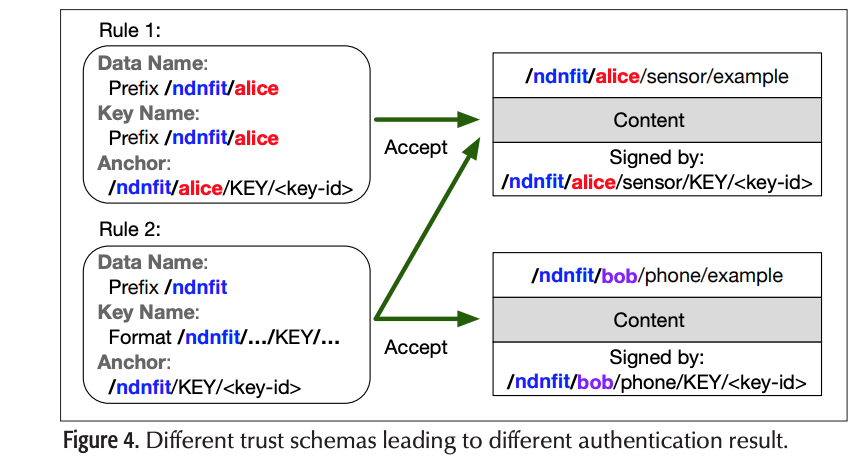 Rule 1:
Data Name:
Prefix /ndnfit/alice
Key Name:
Prefix /ndnfit/alice
Anchor:
/ndnfit/alice/KEY/<key-id>
Accept
/ndnfit/alice/sensor/example
Content
Signed by:
/ndnfit/alice/sensor/KEY/<key-id>
Rule 2:
Data Name:
Prefix /ndnfit
Key Name:
Format /ndnfit/.../KEY/...
Anchor:
/ndnfit/KEY/<key-id>
Accept
/ndnfit/bob/phone/example
Content
Signed by:
/ndnfit/bob/phone/KEY/<key-id>
Figure 4. Different trust schemas leading to different authentication result.